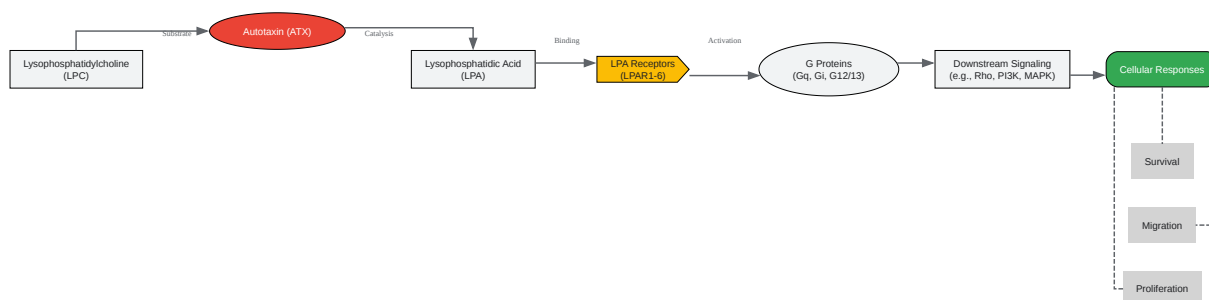 Lysophosphatidylcholine
(LPC)
Substrate
Autotaxin (ATX)
Catalysis
Lysophosphatidic Acid
(LPA)
Binding
LPA Receptors
(LPAR1-6)
Activation
G Proteins
(Gq, Gi, G12/13)
Downstream Signaling
(e.g., Rho, PI3K, MAPK)
Cellular Responses
Survival
Migration
Proliferation